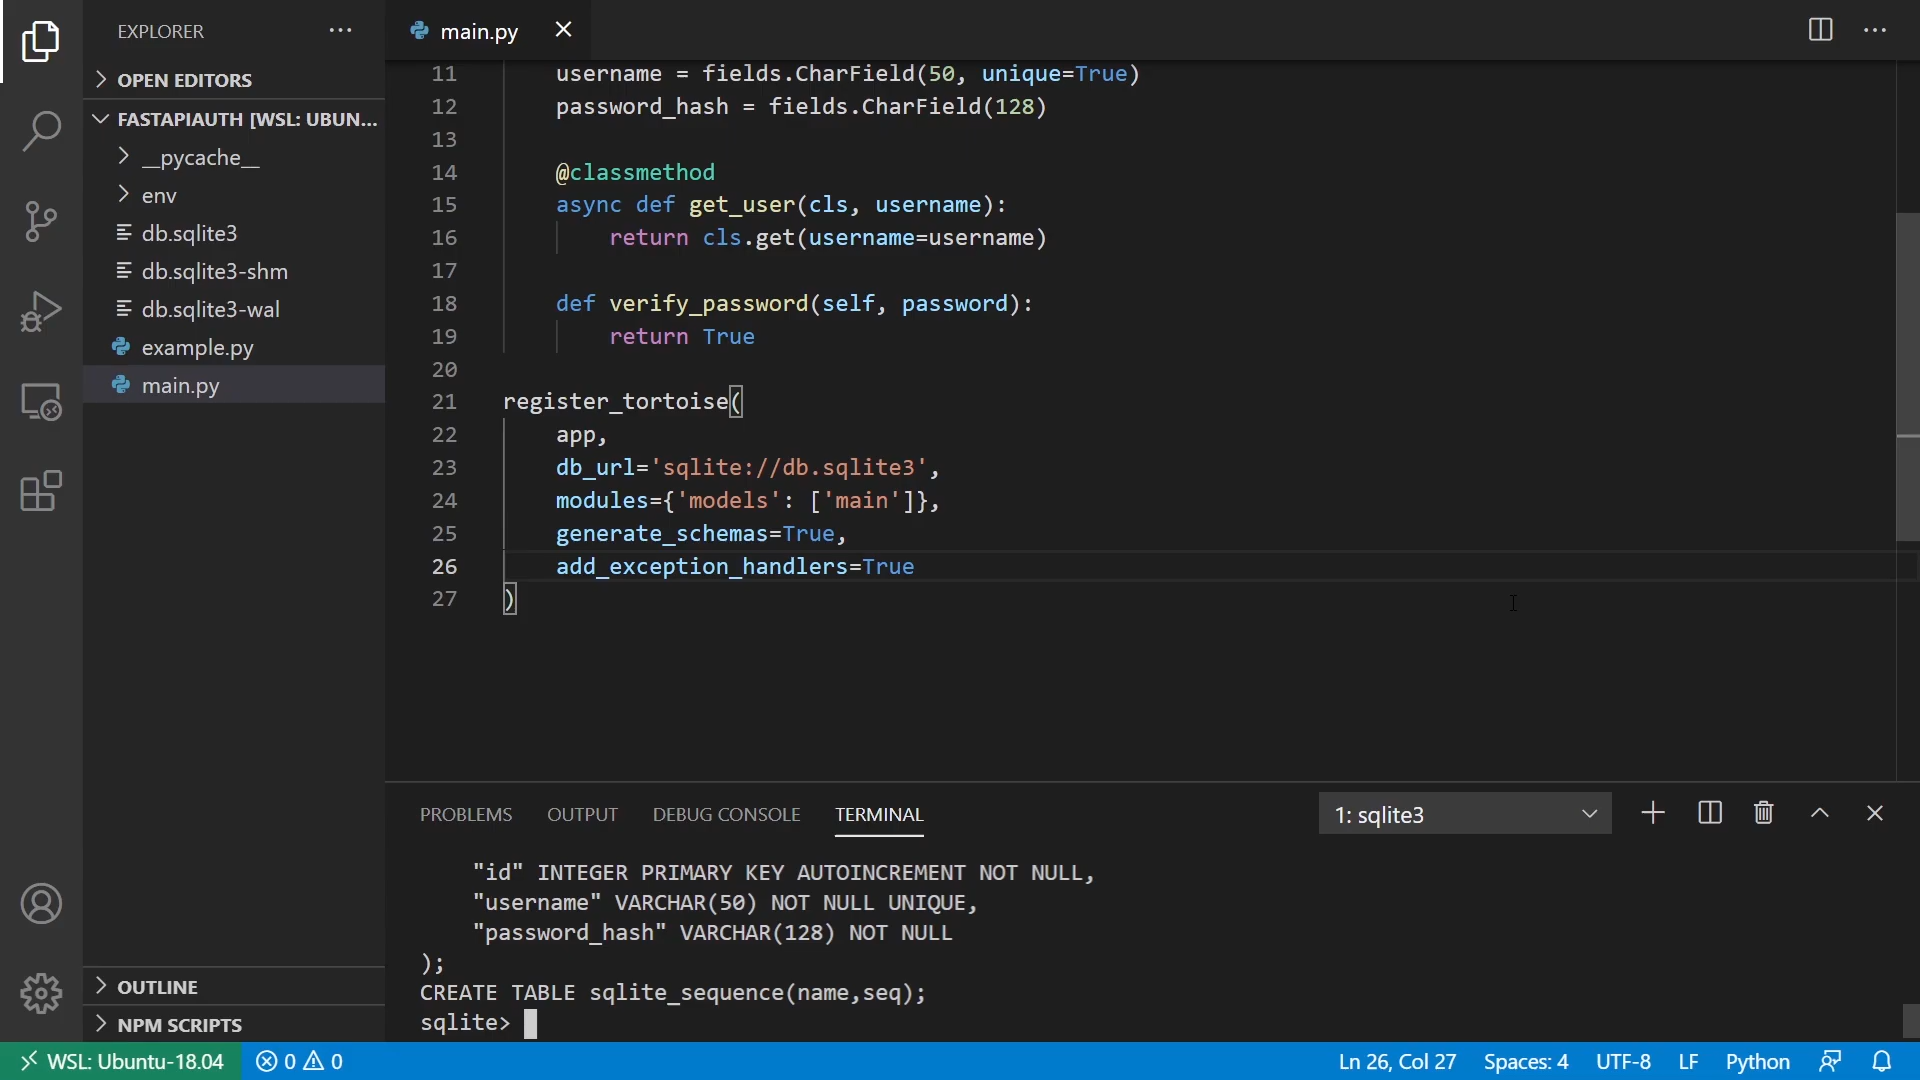 EXPLORER
OPEN EDITORS
FASTAPIAUTH [WSL: UBUN...
__pycache__
env
db.sqlite3
db.sqlite3-shm
db.sqlite3-wal
example.py
main.py
OUTLINE
NPM SCRIPTS
main.py
11 username = fields.CharField(50, unique=True)
12 password_hash = fields.CharField(128)
13
14 @classmethod
15 async def get_user(cls, username):
16 return cls.get(username=username)
17
18 def verify_password(self, password):
19 return True
20
21 register_tortoise(
22 app,
23 db_url='sqlite://db.sqlite3',
24 modules={'models': ['main']},
25 generate_schemas=True,
26 add_exception_handlers=True
27 )
PROBLEMS OUTPUT DEBUG CONSOLE TERMINAL 1: sqlite3
"id" INTEGER PRIMARY KEY AUTOINCREMENT NOT NULL,
"username" VARCHAR(50) NOT NULL UNIQUE,
"password_hash" VARCHAR(128) NOT NULL
);
CREATE TABLE sqlite_sequence(name,seq);
sqlite>
WSL: Ubuntu-18.04 0 0 Ln 26, Col 27 Spaces: 4 UTF-8 LF Python